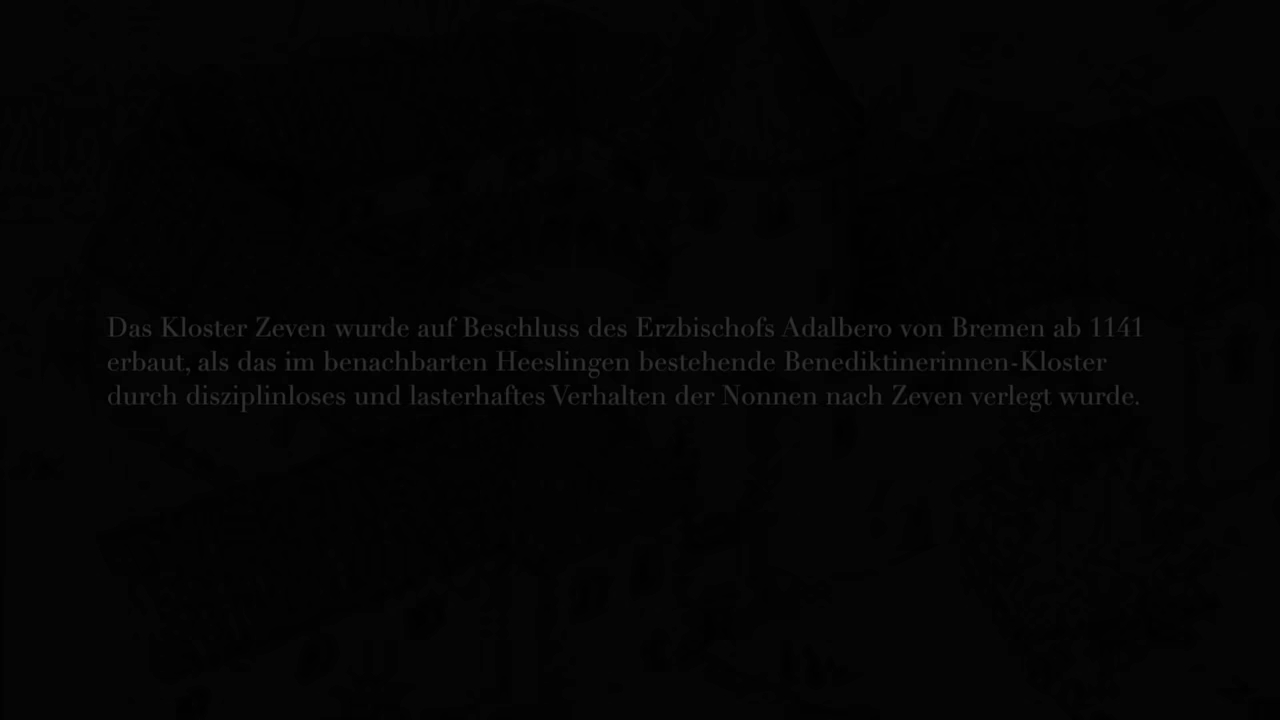 Das Kloster Zeven wurde auf Beschluss des Erzbischofs Adalbero von Bremen ab 1141
erbaut, als das im benachbarten Heeslingen bestehende Benediktinerinnen-Kloster
durch disziplinloses und lasterhaftes Verhalten der Nonnen nach Zeven verlegt wurde.